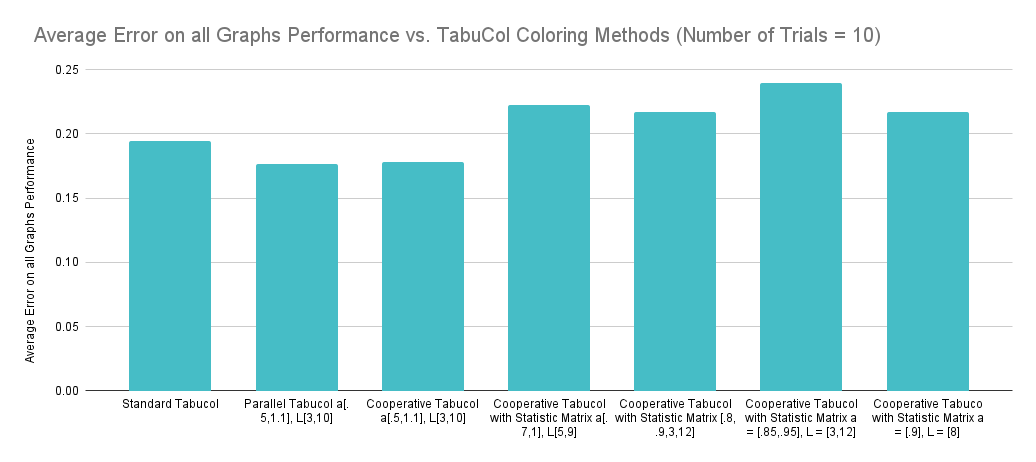 Average Error on all Graphs Performance vs. TabuCol Coloring Methods (Number of Trials = 10)
Average Error on all Graphs Performance
0.25
0.20
0.15
0.10
0.05
0.00
Standard Tabucol
Parallel Tabucol a[.
5,1.1], L[3,10]
Cooperative Tabucol
a[.5,1.1], L[3,10]
Cooperative Tabucol
with Statistic Matrix a[.
7,1], L[5,9]
Cooperative Tabucol
with Statistic Matrix [.8,
.9,3,12]
Cooperative Tabucol
with Statistic Matrix a
= [.85,.95], L = [3,12]
Cooperative Tabuco
with Statistic Matrix a
= [.9], L = [8]